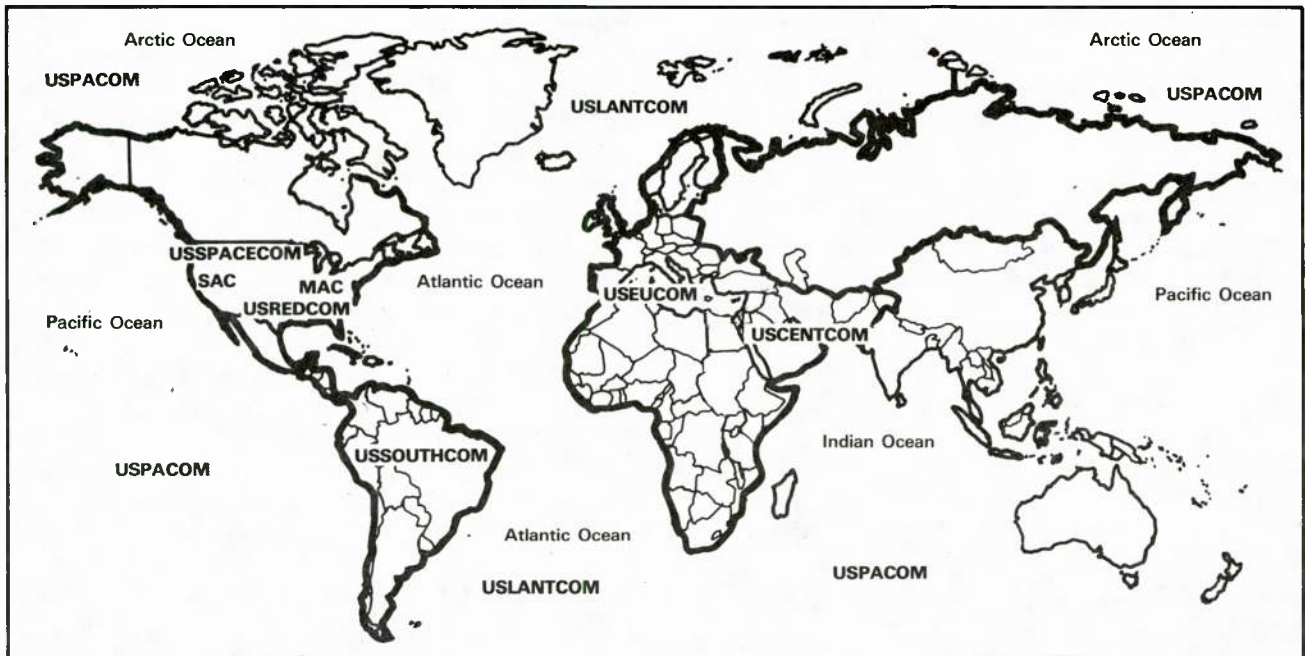 Arctic Ocean
Arctic Ocean
USPACOM
USLANTCOM
USPACOM
USSPACECOM
SAC
MAC
Atlantic Ocean
USEUCOM
Pacific Ocean
USREDCOM
Pacific Ocean
USCENTCOM
Indian Ocean
USSOUTHCOM
USPACOM
Atlantic Ocean
USPACOM
USLANTCOM